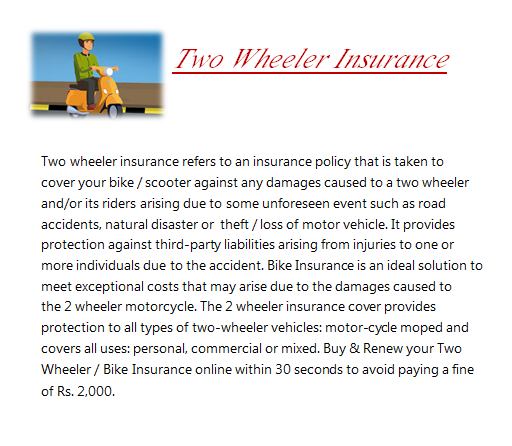 Two Wheeler Insurance
Two wheeler insurance refers to an insurance policy that is taken to
cover your bike / scooter against any damages caused to a two wheeler
and/or its riders arising due to some unforeseen event such as road
accidents, natural disaster or theft / loss of motor vehicle. It provides
protection against third-party liabilities arising from injuries to one or
more individuals due to the accident. Bike Insurance is an ideal solution to
meet exceptional costs that may arise due to the damages caused to
the 2 wheeler motorcycle. The 2 wheeler insurance cover provides
protection to all types of two-wheeler vehicles: motor-cycle moped and
covers all uses: personal, commercial or mixed. Buy & Renew your Two
Wheeler / Bike Insurance online within 30 seconds to avoid paying a fine
of Rs. 2,000.